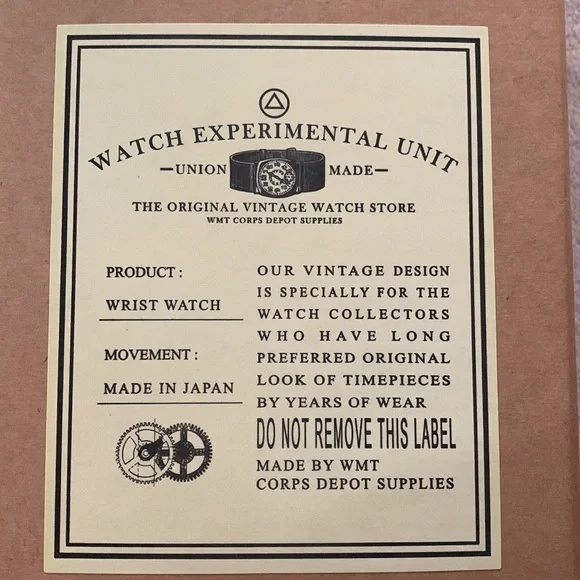 WATCH EXPERIMENTAL UNIT
UNION MADE
THE ORIGINAL VINTAGE WATCH STORE
WMT CORPS DEPOT SUPPLIES
PRODUCT :
WRIST WATCH
MOVEMENT :
MADE IN JAPAN
OUR VINTAGE DESIGN
IS SPECIALLY FOR THE
WATCH COLLECTORS
WHO HAVE LONG
PREFERRED ORIGINAL
LOOK OF TIMEPIECES
BY YEARS OF WEAR
DO NOT REMOVE THIS LABEL
MADE BY WMT
CORPS DEPOT SUPPLIES